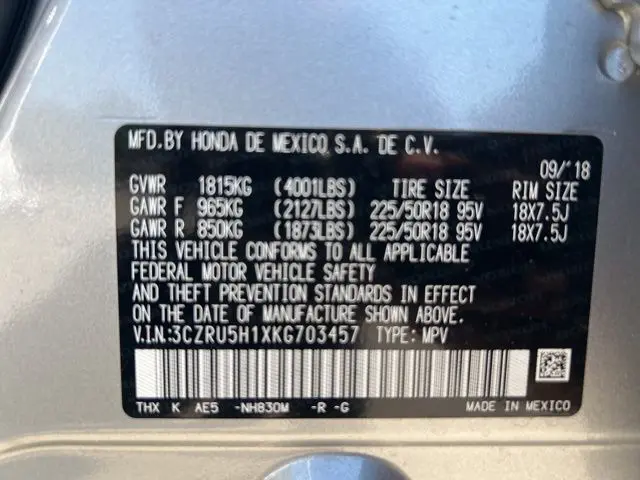 MFD.BY HONDA DE MEXICO S.A. DE C.V.
09/'18
GVWR 1815KG (4001LBS) TIRE SIZE RIM SIZE
GAWR F 965KG (2127LBS) 225/50R18 95V 18X7.5J
GAWR R 850KG (1873LBS) 225/50R18 95V 18X7.5J
THIS VEHICLE CONFORMS TO ALL APPLICABLE
FEDERAL MOTOR VEHICLE SAFETY
AND THEFT PREVENTION STANDARDS IN EFFECT
ON THE DATE OF MANUFACTURE SHOWN ABOVE.
V.I.N.:3CZRU5H1XKG703457 TYPE: MPV
THX K AE5 -NH830M -R -G MADE IN MEXICO